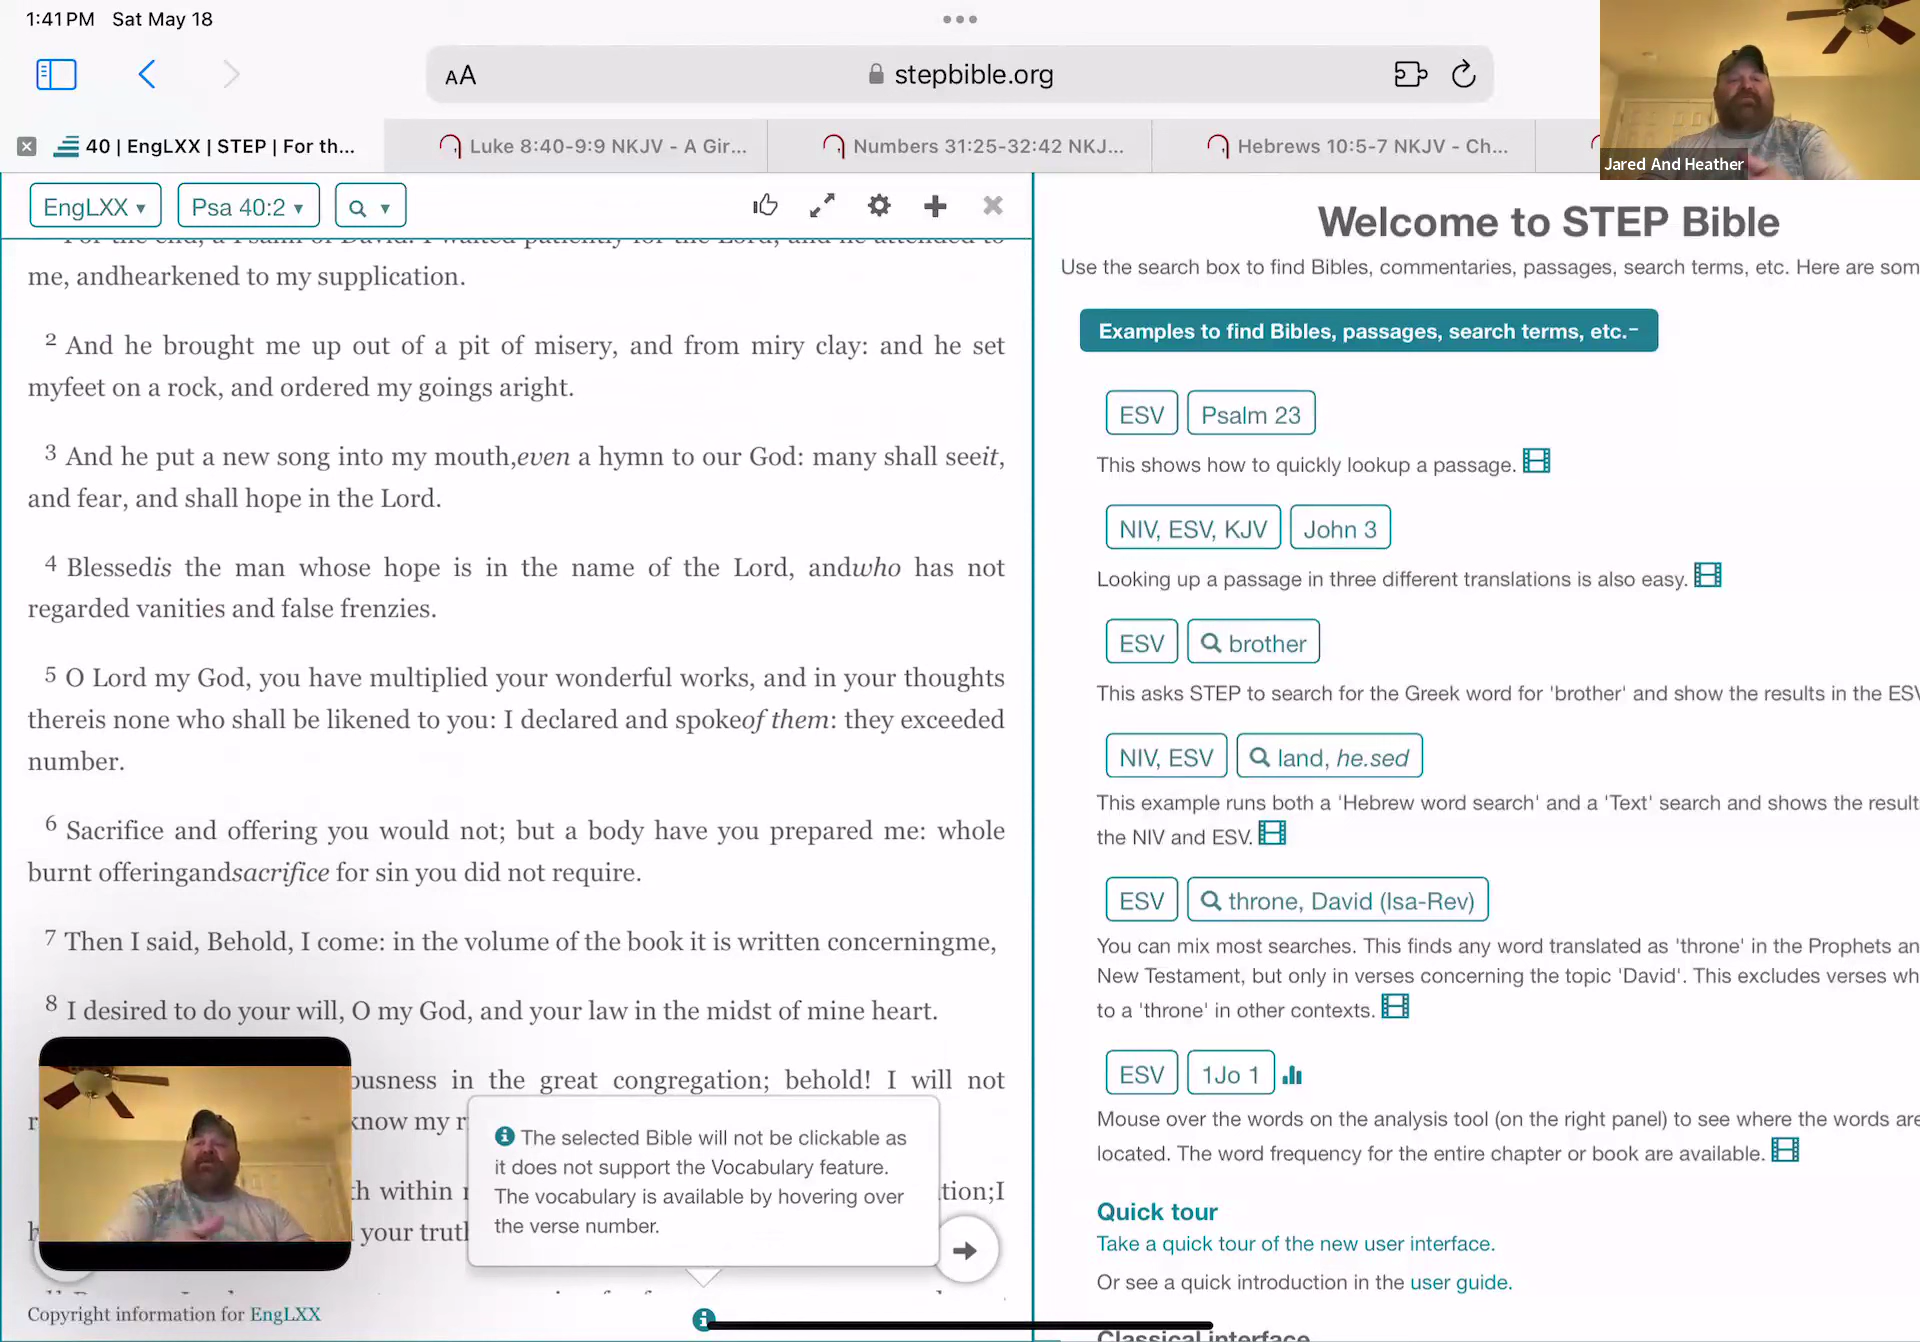 1:41 PM Sat May 18
AA
stepbible.org
40 | EngLXX | STEP | For th...
Luke 8:40-9:9 NKJV - A Gir...
Numbers 31:25-32:42 NKJ...
Hebrews 10:5-7 NKJV - Ch...
Jared And Heather
EngLXX ▾
Psa 40:2 ▾
For the end, a Psalm of David. I waited patiently for the Lord; and he attended to
me, andhearkened to my supplication.
2 And he brought me up out of a pit of misery, and from miry clay: and he set
myfeet on a rock, and ordered my goings aright.
3 And he put a new song into my mouth,even a hymn to our God: many shall seeit,
and fear, and shall hope in the Lord.
4 Blessedis the man whose hope is in the name of the Lord, andwho has not
regarded vanities and false frenzies.
5 O Lord my God, you have multiplied your wonderful works, and in your thoughts
thereis none who shall be likened to you: I declared and spokeof them: they exceeded
number.
6 Sacrifice and offering you would not; but a body have you prepared me: whole
burnt offeringandsacrifice for sin you did not require.
7 Then I said, Behold, I come: in the volume of the book it is written concerningme,
8 I desired to do your will, O my God, and your law in the midst of mine heart.
ousness in the great congregation; behold! I will not
know my r
th within
tion;I
your truth
The selected Bible will not be clickable as
it does not support the Vocabulary feature.
The vocabulary is available by hovering over
the verse number.
Copyright information for EngLXX
Welcome to STEP Bible
Use the search box to find Bibles, commentaries, passages, search terms, etc. Here are som
Examples to find Bibles, passages, search terms, etc.–
ESV Psalm 23
This shows how to quickly lookup a passage.
NIV, ESV, KJV John 3
Looking up a passage in three different translations is also easy.
ESV brother
This asks STEP to search for the Greek word for 'brother' and show the results in the ESV
NIV, ESV land, he.sed
This example runs both a 'Hebrew word search' and a 'Text' search and shows the result
the NIV and ESV.
ESV throne, David (Isa-Rev)
You can mix most searches. This finds any word translated as 'throne' in the Prophets an
New Testament, but only in verses concerning the topic 'David'. This excludes verses wh
to a 'throne' in other contexts.
ESV 1Jo 1
Mouse over the words on the analysis tool (on the right panel) to see where the words are
located. The word frequency for the entire chapter or book are available.
Quick tour
Take a quick tour of the new user interface.
Or see a quick introduction in the user guide.
Classical interface